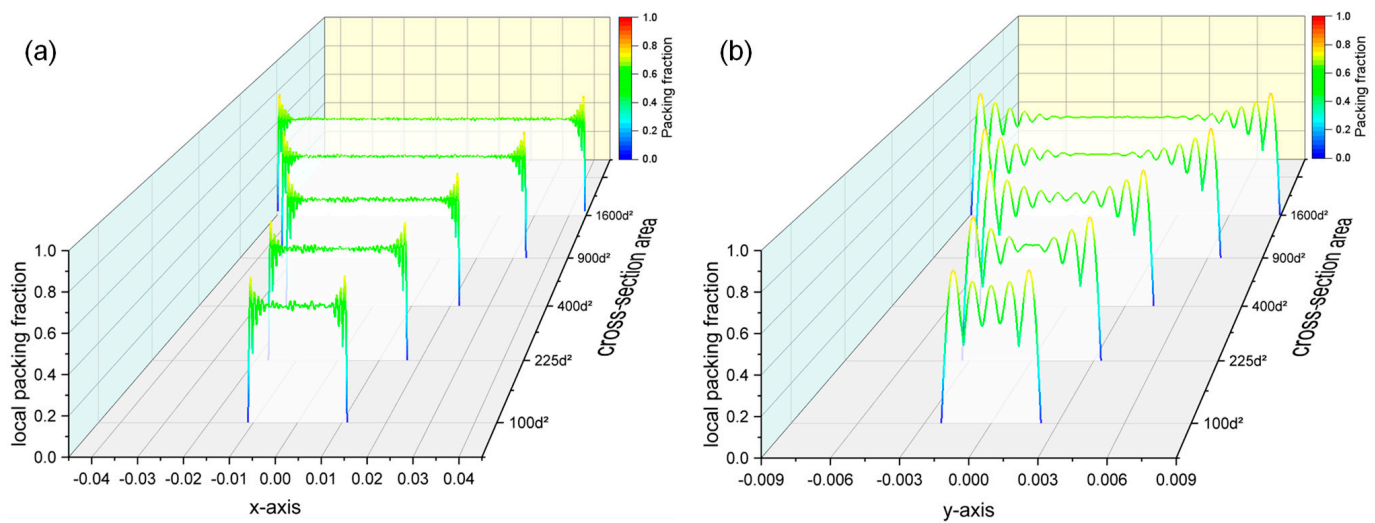 (a)
1.0
0.8
0.6
0.4
0.2
0.0
Packing fraction
1600d²
900d²
400d²
225d²
100d²
cross-section area
1.0
0.8
0.6
0.4
0.2
0.0
local packing fraction
-0.04 -0.03 -0.02 -0.01 0.00 0.01 0.02 0.03 0.04
x-axis
(b)
1.0
0.8
0.6
0.4
0.2
0.0
Packing fraction
1600d²
900d²
400d²
225d²
100d²
cross-section area
1.0
0.8
0.6
0.4
0.2
0.0
local packing fraction
-0.009 -0.006 -0.003 0.000 0.003 0.006 0.009
y-axis